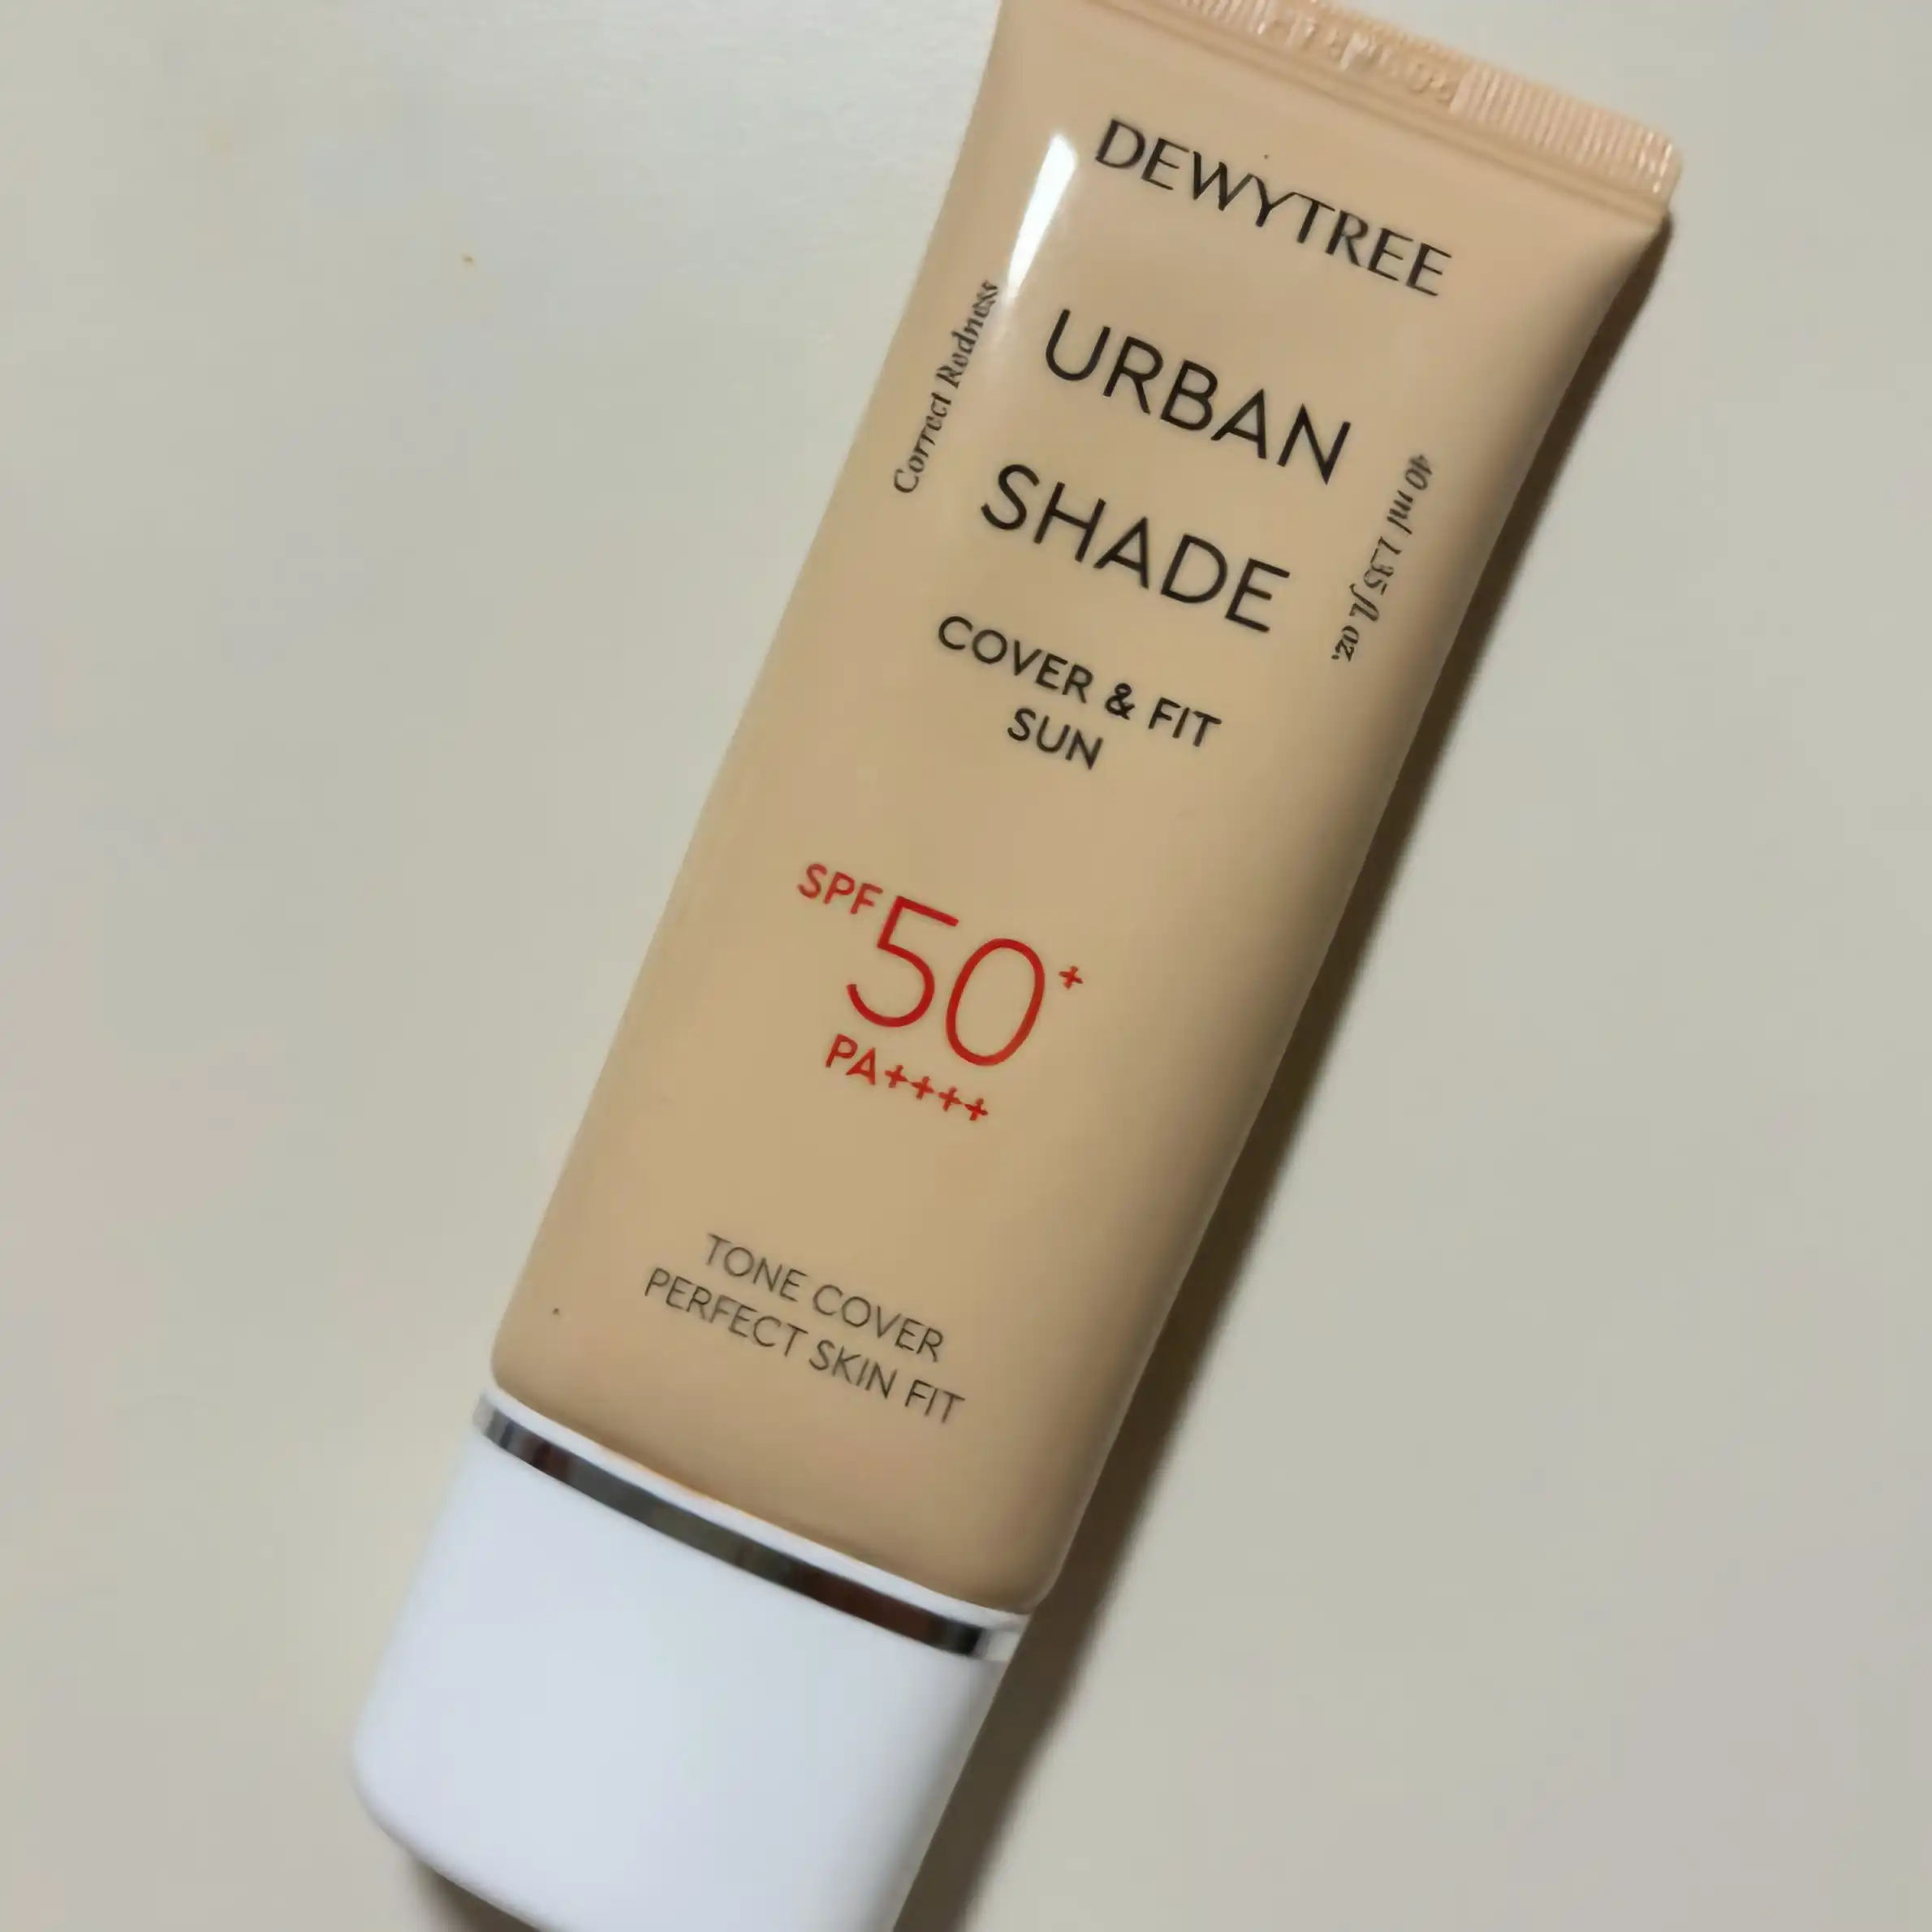 DEWYTREE
URBAN
SHADE
Correct Redness
40 ml 1.35 fl. oz.
COVER & FIT
SUN
SPF 50+
PA++++
TONE COVER
PERFECT SKIN FIT